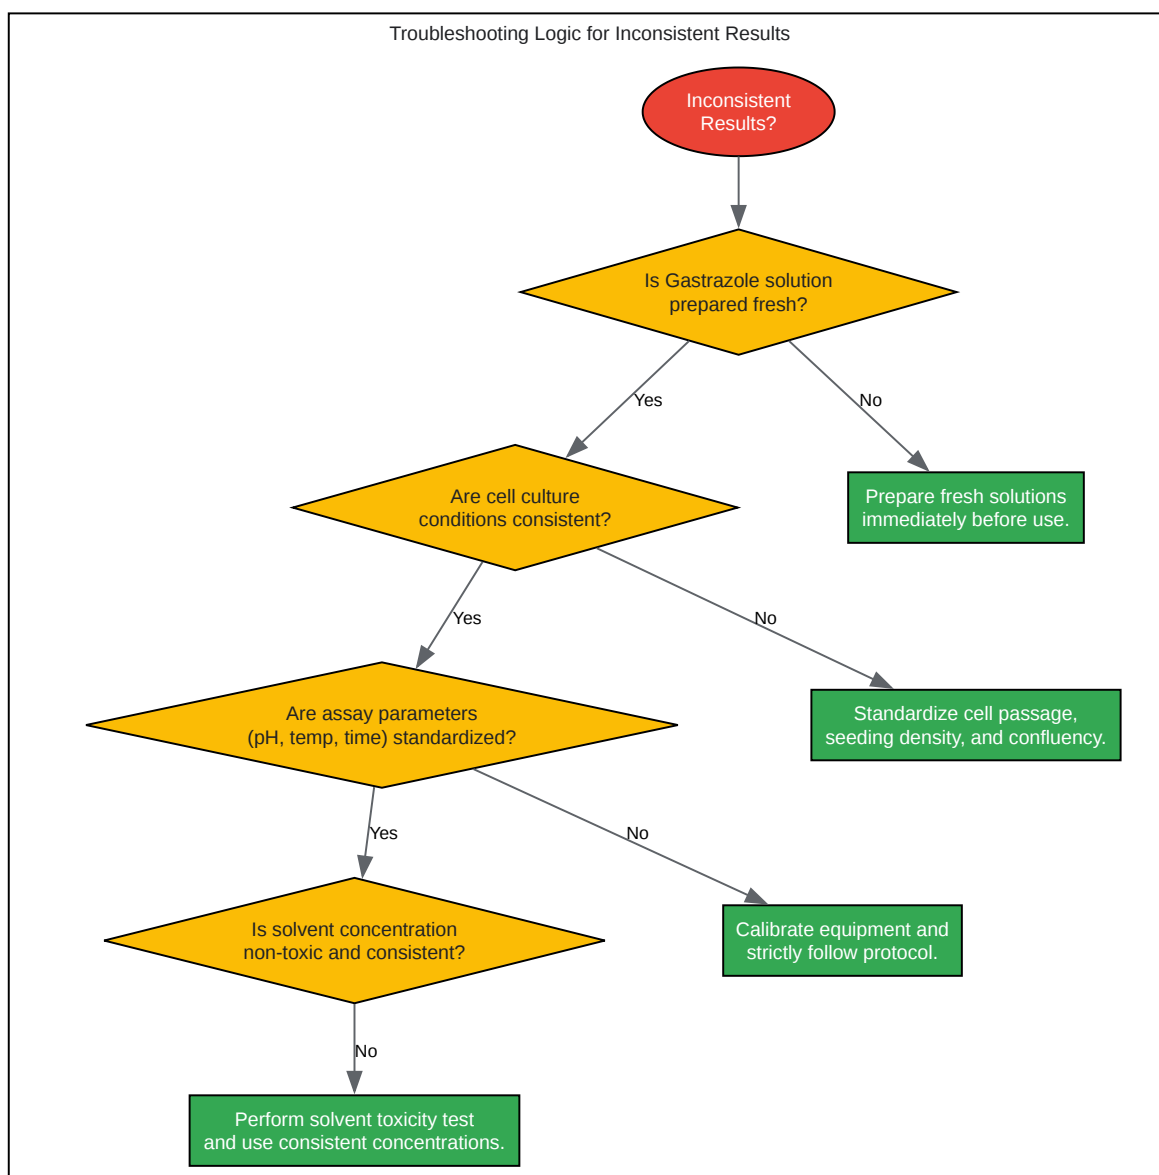 Troubleshooting Logic for Inconsistent Results
Inconsistent
Results?
Is Gastrazole solution
prepared fresh?
Yes
No
Are cell culture
conditions consistent?
Prepare fresh solutions
immediately before use.
Yes
No
Are assay parameters
(pH, temp, time) standardized?
Standardize cell passage,
seeding density, and confluency.
Yes
No
Is solvent concentration
non-toxic and consistent?
Calibrate equipment and
strictly follow protocol.
No
Perform solvent toxicity test
and use consistent concentrations.